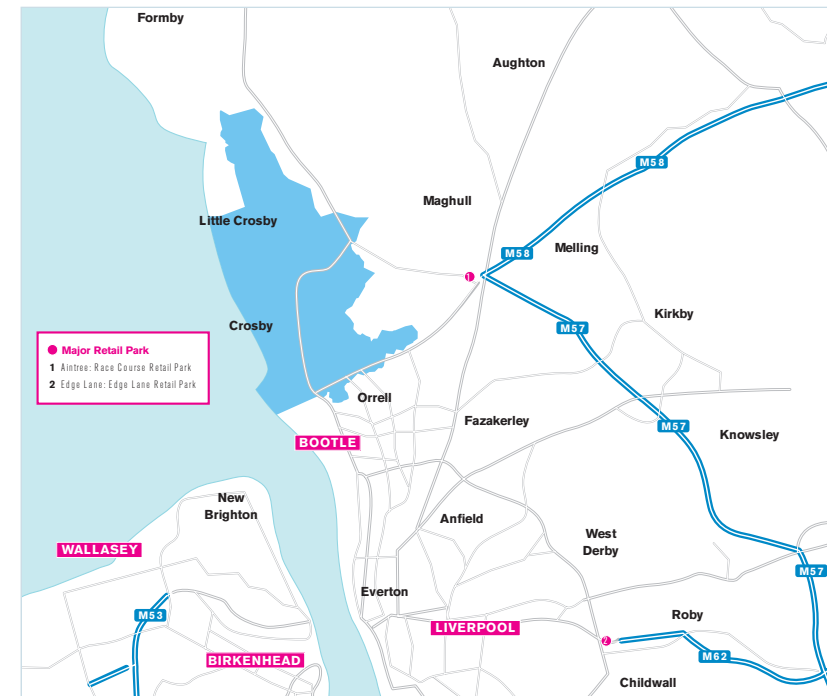 Formby
Aughton
M58
Maghull
Little Crosby
M58
Melling
1
Kirkby
Crosby
M57
Major Retail Park
1 Aintree: Race Course Retail Park
2 Edge Lane: Edge Lane Retail Park
Orrell
Fazakerley
M57
Knowsley
BOOTLE
New
Brighton
Anfield
West
Derby
WALLASEY
M57
Everton
M53
LIVERPOOL
Roby
2
M62
BIRKENHEAD
Childwall